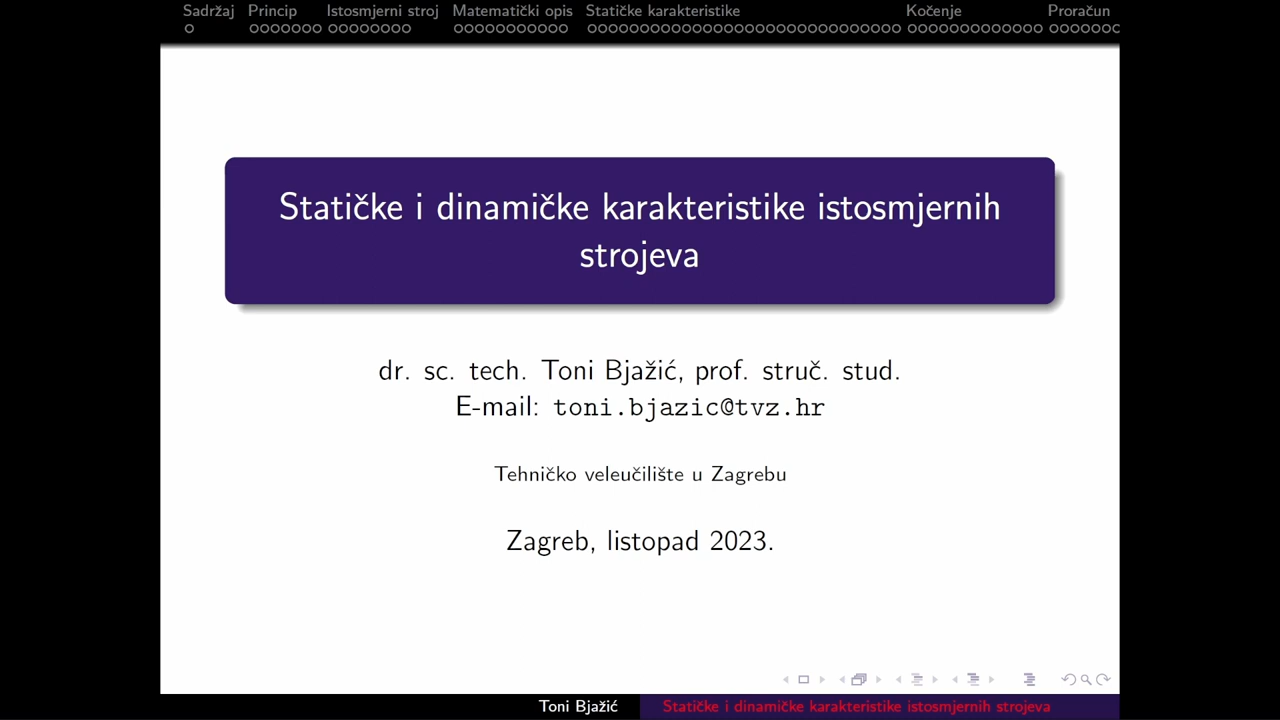 Sadržaj Princip Istosmjerni stroj Matematički opis Statičke karakteristike Kočenje Proračun
Statičke i dinamičke karakteristike istosmjernih
strojeva
dr. sc. tech. Toni Bjažić, prof. struč. stud.
E-mail: toni.bjazic@tvz.hr
Tehničko veleučilište u Zagrebu
Zagreb, listopad 2023.
Toni Bjažić Statičke i dinamičke karakteristike istosmjernih strojeva